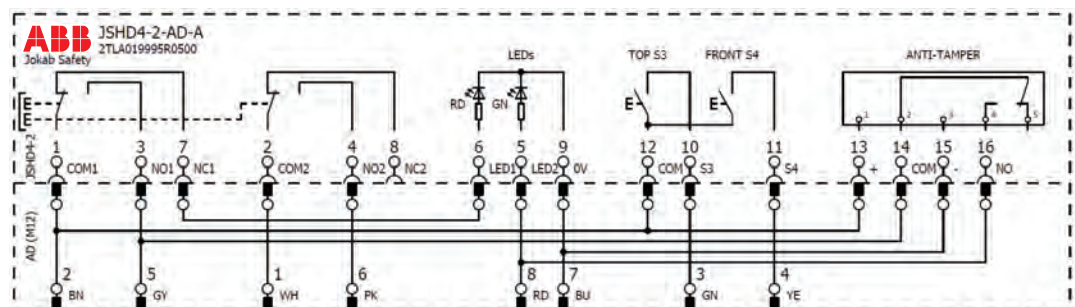 ABB JSHD4-2-AD-A
2TLA019995R0500
Jokab Safety
LEDs TOP S3 FRONT S4 ANTI-TAMPER
RD GN
E E E E
1 2 3 4 5
JSHD4-2
1 3 7 2 4 8 6 5 9 12 10 11 13 14 15 16
COM1 NO1 NC1 COM2 NO2 NC2 LED1 LED2 0V COM S3 S4 + COM - NO
AD (M12)
2 5 1 6 8 7 3 4
BN GY WH PK RD BU GN YE